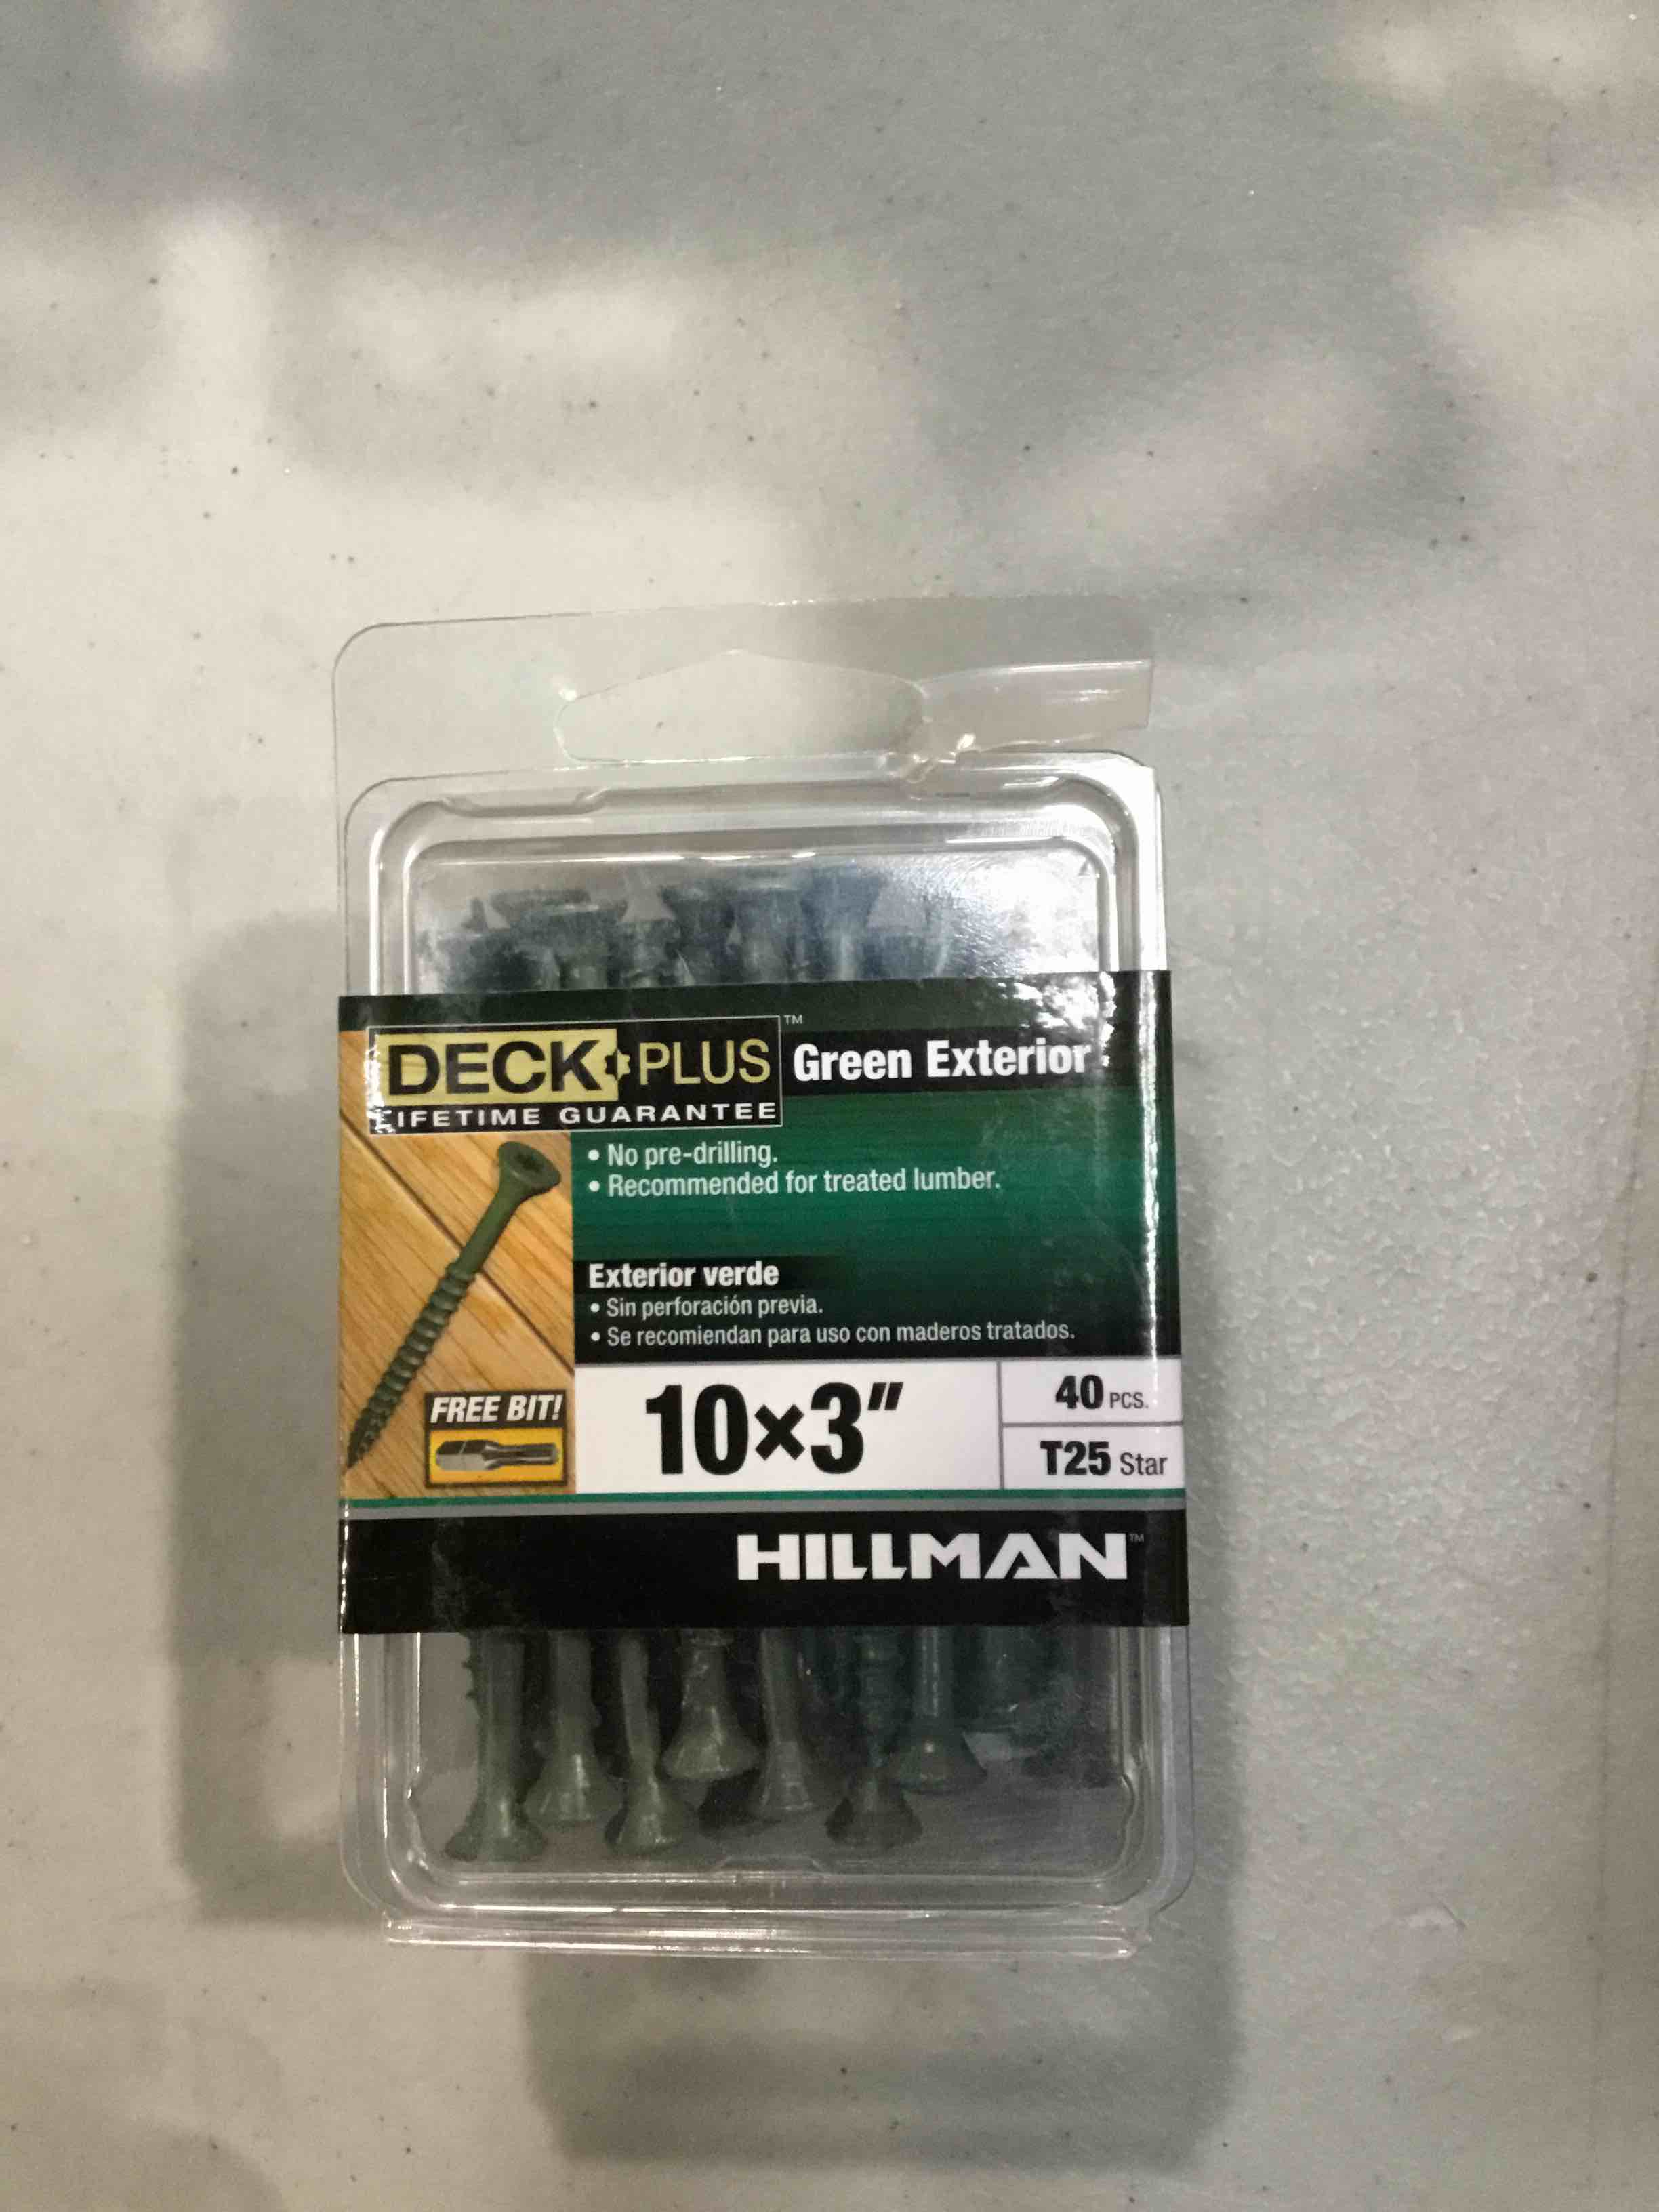 DECK PLUS™
LIFETIME GUARANTEE
Green Exterior
• No pre-drilling.
• Recommended for treated lumber.
Exterior verde
• Sin perforación previa.
• Se recomiendan para uso con maderos tratados.
FREE BIT!
10×3"
40 PCS.
T25 Star
HILLMAN™